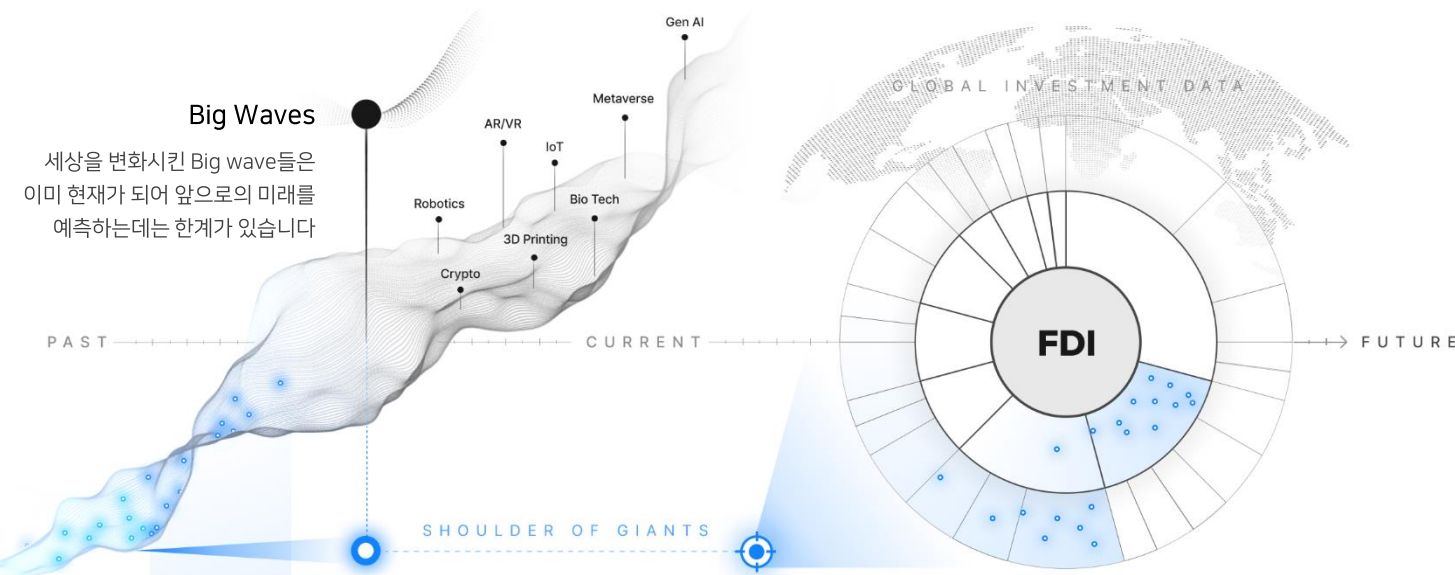 Gen AI
Metaverse
GLOBAL INVESTMENT DATA
Big Waves
AR/VR
IoT
세상을 변화시킨 Big wave들은
이미 현재가 되어 앞으로의 미래를
예측하는데는 한계가 있습니다
Robotics
Bio Tech
3D Printing
Crypto
PAST
CURRENT
FDI
FUTURE
SHOULDER OF GIANTS